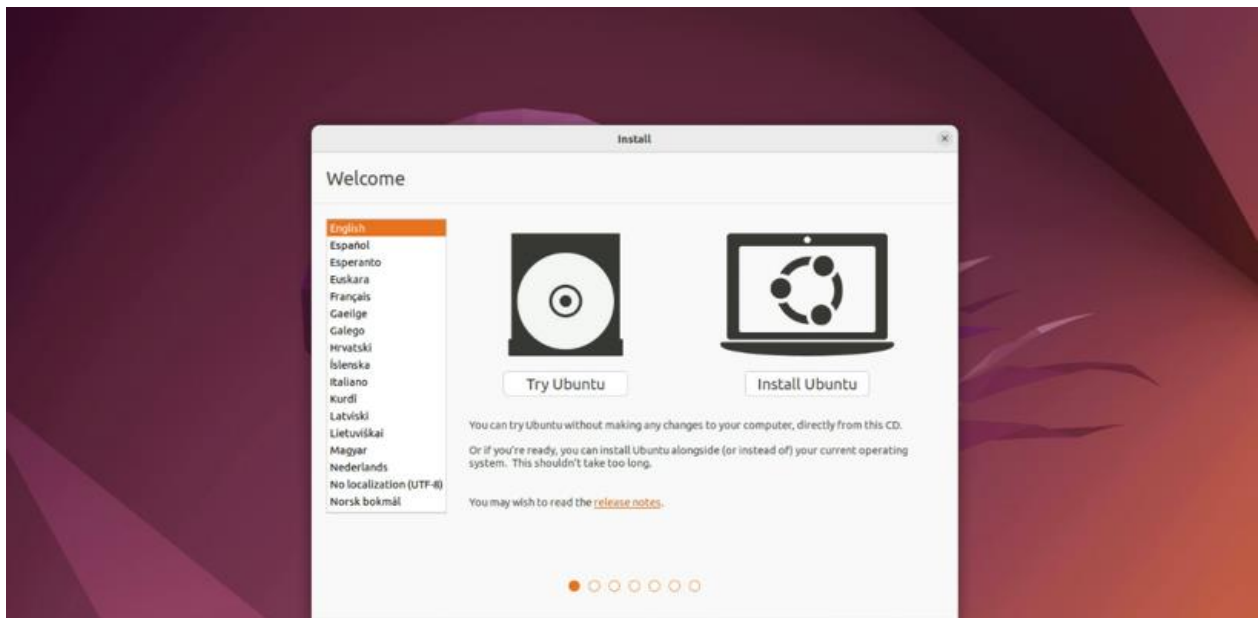 Install
Welcome
English
Español
Esperanto
Euskara
Français
Gaeilge
Galego
Hrvatski
Íslenska
Italiano
Kurdî
Latviski
Lietuviškai
Magyar
Nederlands
No localization (UTF-8)
Norsk bokmål
Try Ubuntu
Install Ubuntu
You can try Ubuntu without making any changes to your computer, directly from this CD.
Or if you're ready, you can install Ubuntu alongside (or instead of) your current operating
system. This shouldn't take too long.
You may wish to read the release notes.